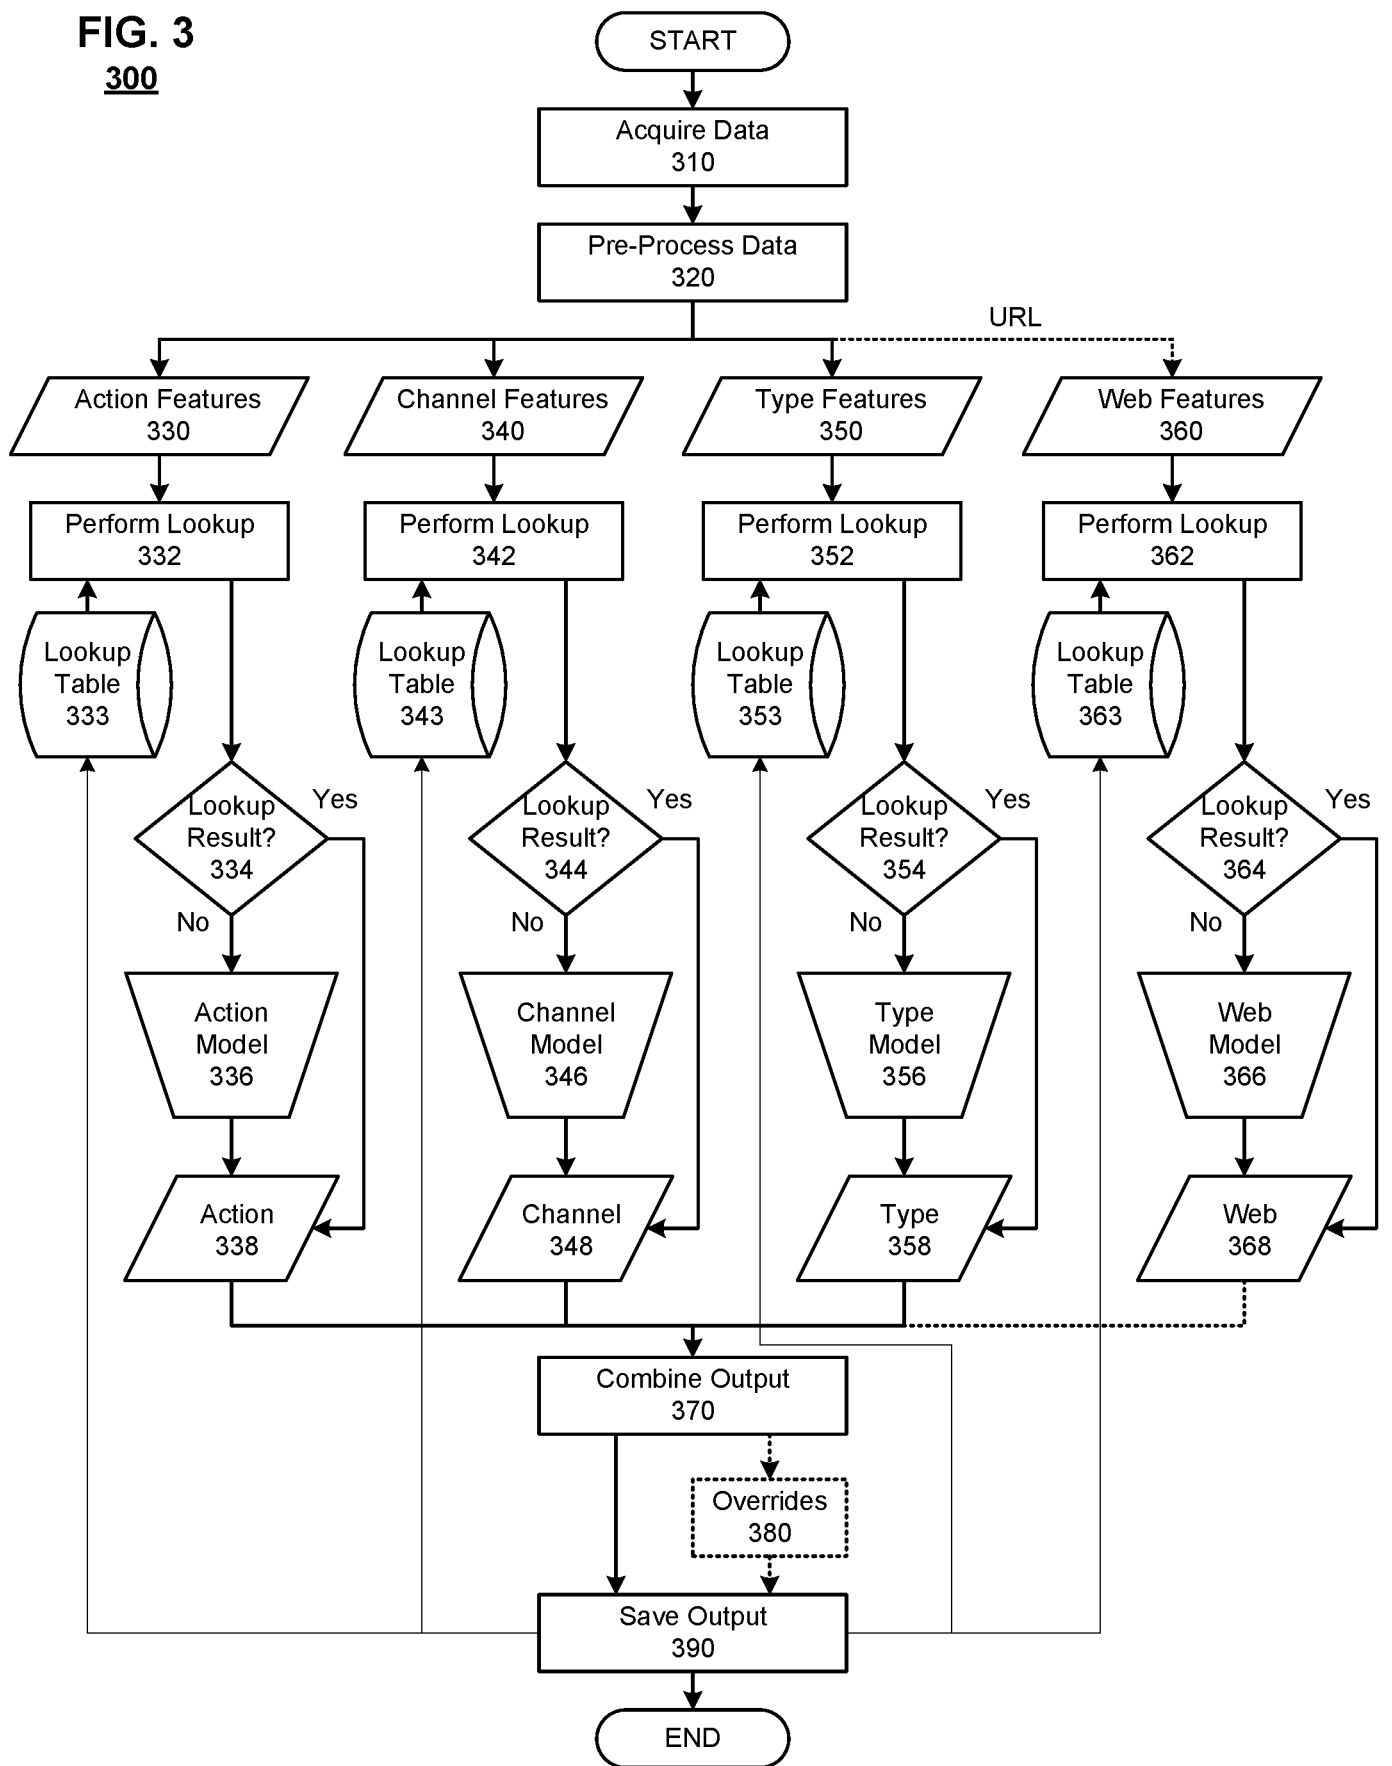 FIG. 3
300
START
Acquire Data
310
Pre-Process Data
320
URL
Action Features
330
Channel Features
340
Type Features
350
Web Features
360
Perform Lookup
332
Perform Lookup
342
Perform Lookup
352
Perform Lookup
362
Lookup
Table
333
Lookup
Table
343
Lookup
Table
353
Lookup
Table
363
Lookup
Result?
334
Yes
No
Lookup
Result?
344
Yes
No
Lookup
Result?
354
Yes
No
Lookup
Result?
364
Yes
No
Action
Model
336
Channel
Model
346
Type
Model
356
Web
Model
366
Action
338
Channel
348
Type
358
Web
368
Combine Output
370
Overrides
380
Save Output
390
END